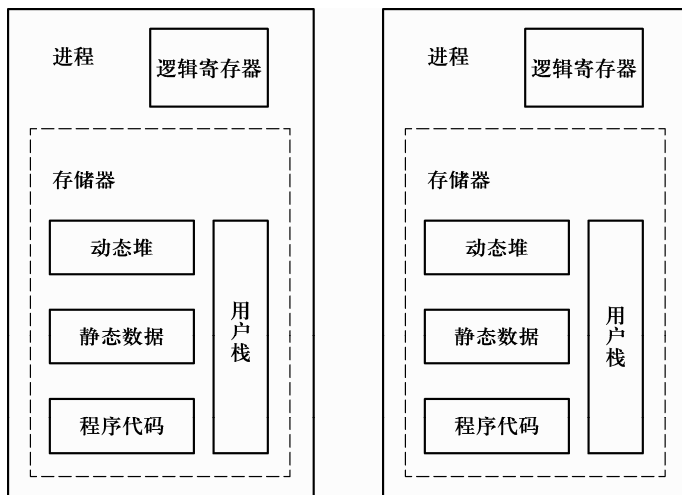 进程
逻辑寄存器
存储器
动态堆
静态数据
程序代码
用户栈
进程
逻辑寄存器
存储器
动态堆
静态数据
程序代码
用户栈